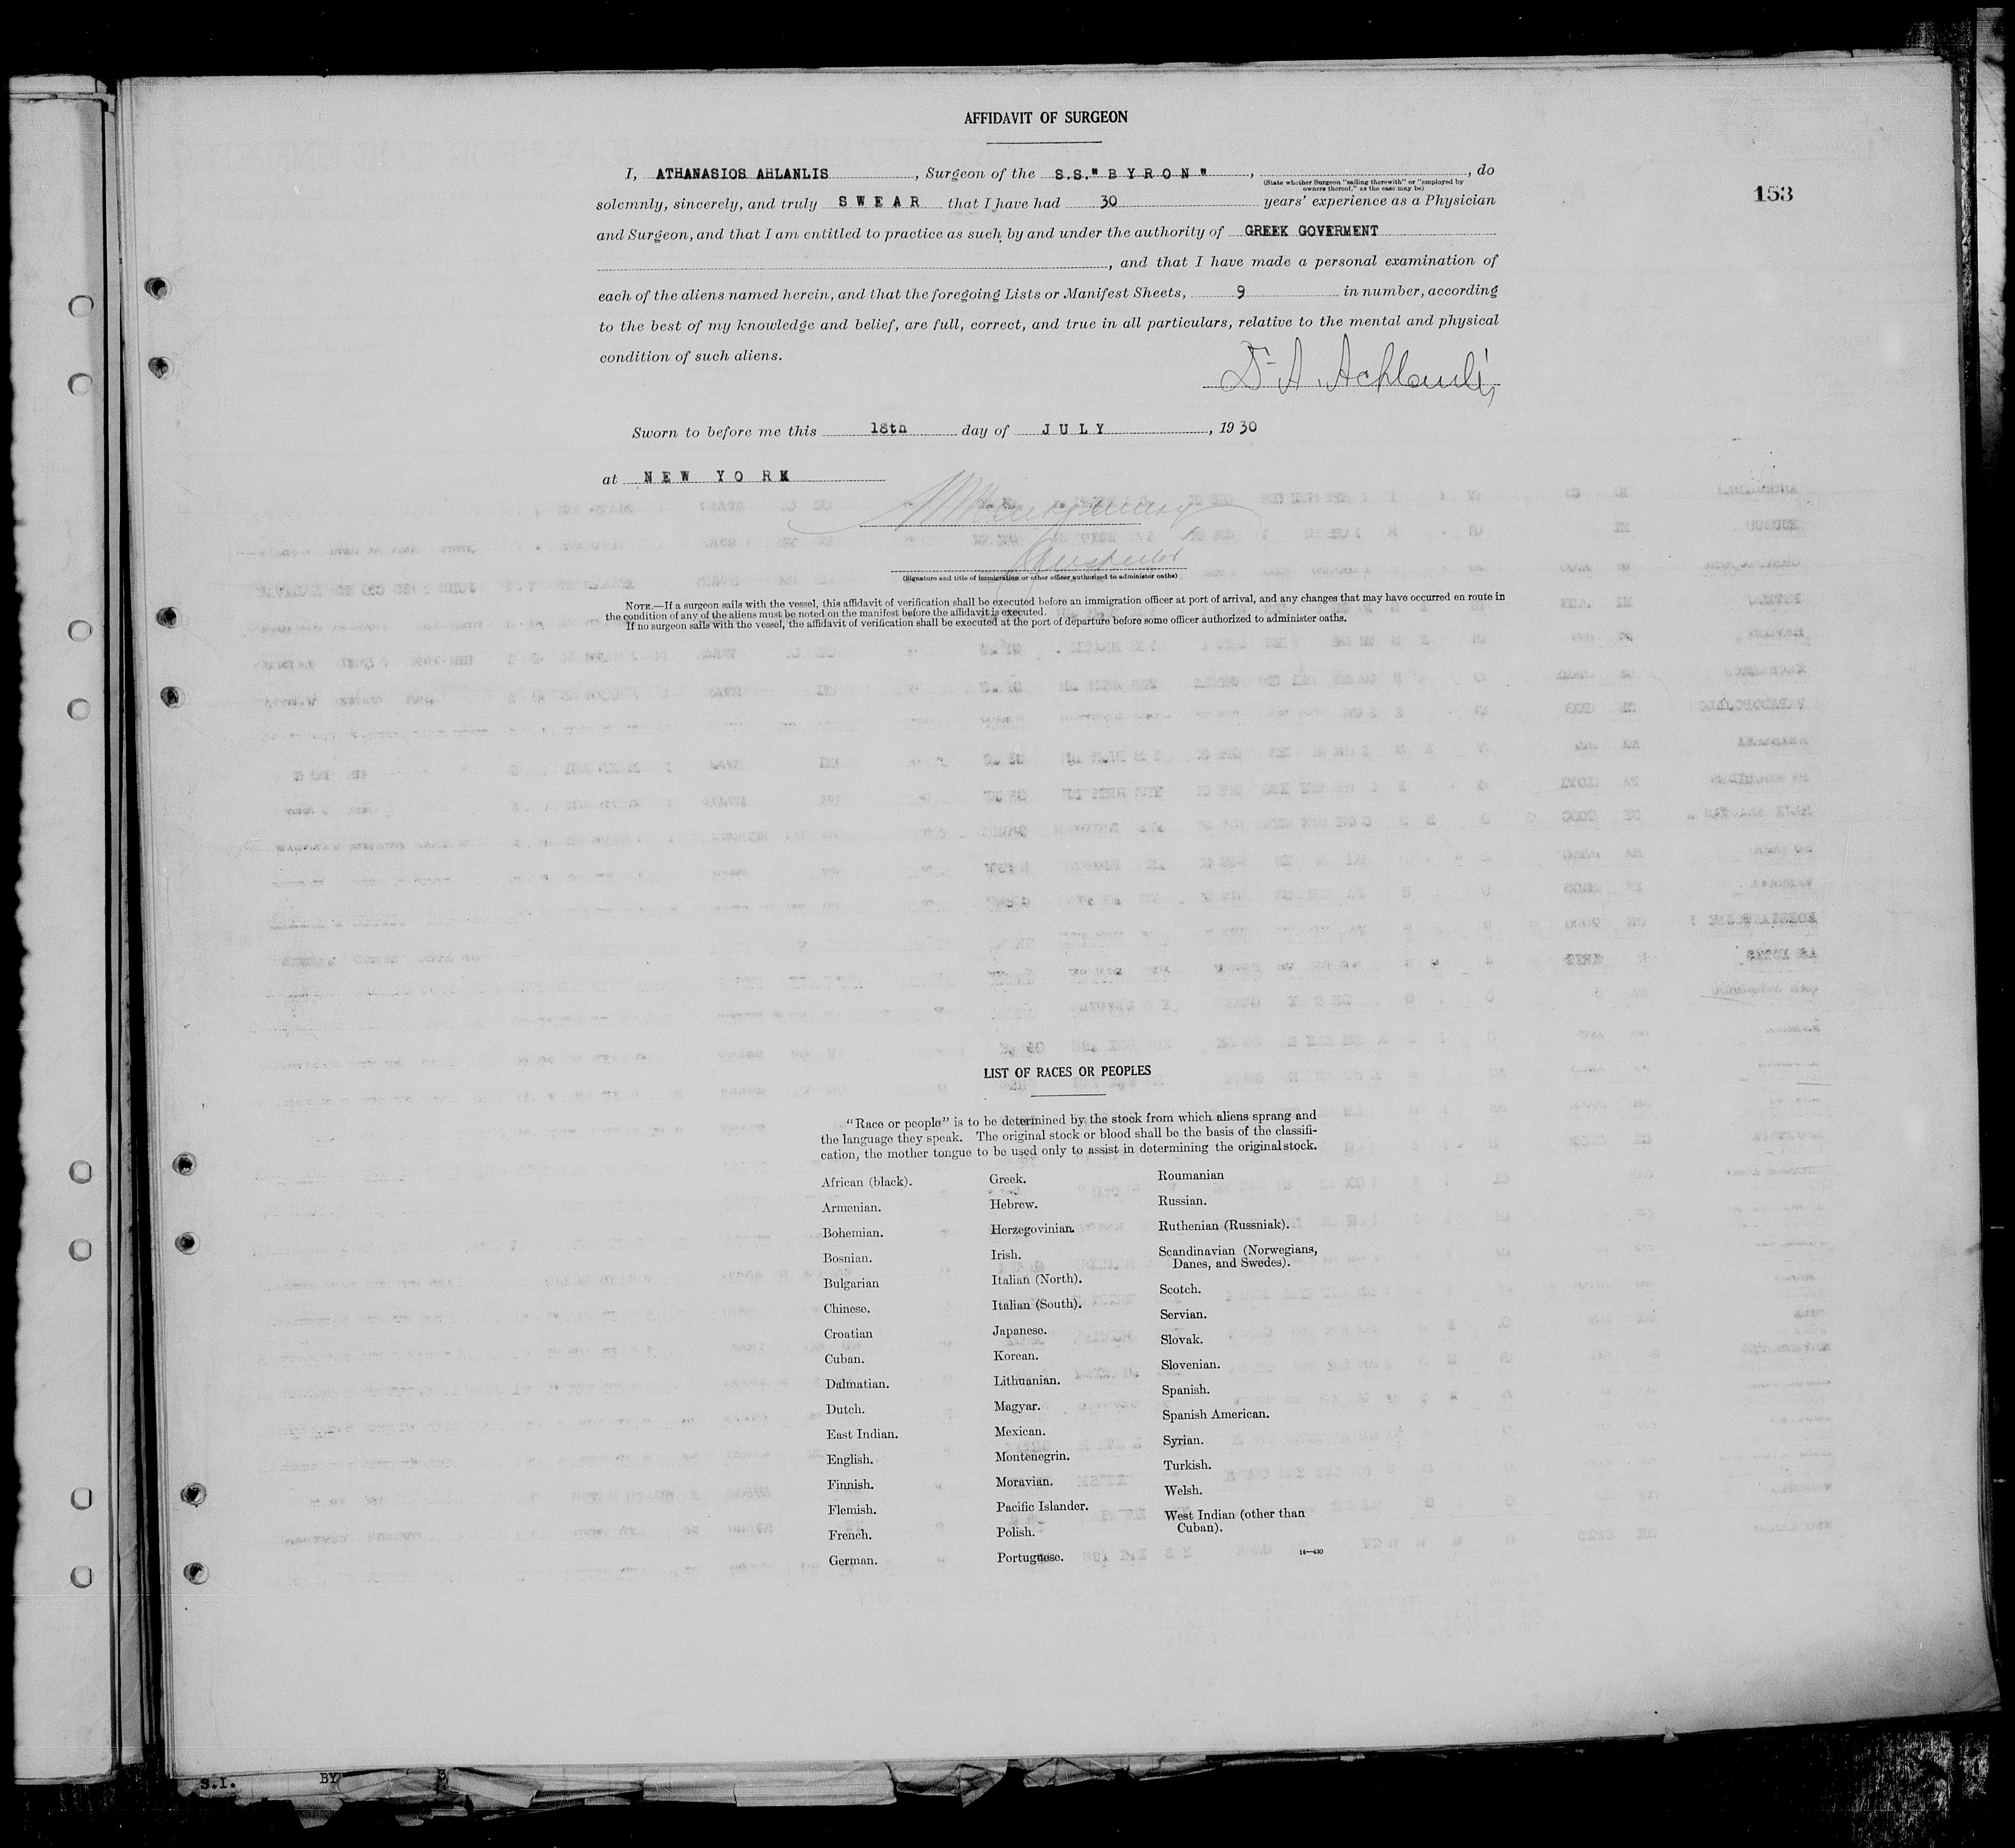 AFFIDAVIT OF SURGEON
I, ATHANASIOS AHLANLIS, Surgeon of the S.S."BYRON", , do
(State whether Surgeon "sailing therewith" or "employed by
owners thereof," as the case may be)
153
solemnly, sincerely, and truly SWEAR that I have had 30 years' experience as a Physician
and Surgeon, and that I am entitled to practice as such by and under the authority of GREEK GOVERMENT
, and that I have made a personal examination of
each of the aliens named herein, and that the foregoing Lists or Manifest Sheets, 9 in number, according
to the best of my knowledge and belief, are full, correct, and true in all particulars, relative to the mental and physical
condition of such aliens.
Dr A. Achlanlis
Sworn to before me this 18th day of JULY, 1930
at NEW YORK
Inspector
(Signature and title of immigration or other officer authorized to administer oaths)
NOTE.—If a surgeon sails with the vessel, this affidavit of verification shall be executed before an immigration officer at port of arrival, and any changes that may have occurred en route in
the condition of any of the aliens must be noted on the manifest before the affidavit is executed.
If no surgeon sails with the vessel, the affidavit of verification shall be executed at the port of departure before some officer authorized to administer oaths.
LIST OF RACES OR PEOPLES
"Race or people" is to be determined by the stock from which aliens sprang and
the language they speak. The original stock or blood shall be the basis of the classifi-
cation, the mother tongue to be used only to assist in determining the original stock.
African (black).
Armenian.
Bohemian.
Bosnian.
Bulgarian
Chinese.
Croatian
Cuban.
Dalmatian.
Dutch.
East Indian.
English.
Finnish.
Flemish.
French.
German.
Greek.
Hebrew.
Herzegovinian.
Irish.
Italian (North).
Italian (South).
Japanese.
Korean.
Lithuanian.
Magyar.
Mexican.
Montenegrin.
Moravian.
Pacific Islander.
Polish.
Portuguese.
Roumanian
Russian.
Ruthenian (Russniak).
Scandinavian (Norwegians,
Danes, and Swedes).
Scotch.
Servian.
Slovak.
Slovenian.
Spanish.
Spanish American.
Syrian.
Turkish.
Welsh.
West Indian (other than
Cuban).
14—430
S.I. BY 3